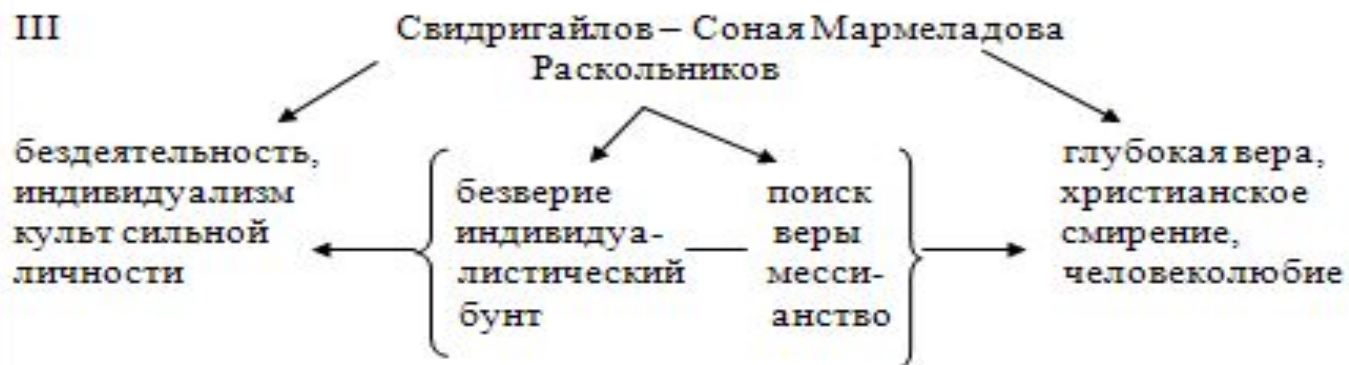 III
Свидригайлов – Соная Мармеладова
Раскольников
бездеятельность,
индивидуализм
культ сильной
личности
безверие
индивидуа-
листический
бунт
поиск
веры
месси-
анство
глубокая вера,
христианское
смирение,
человеколюбие